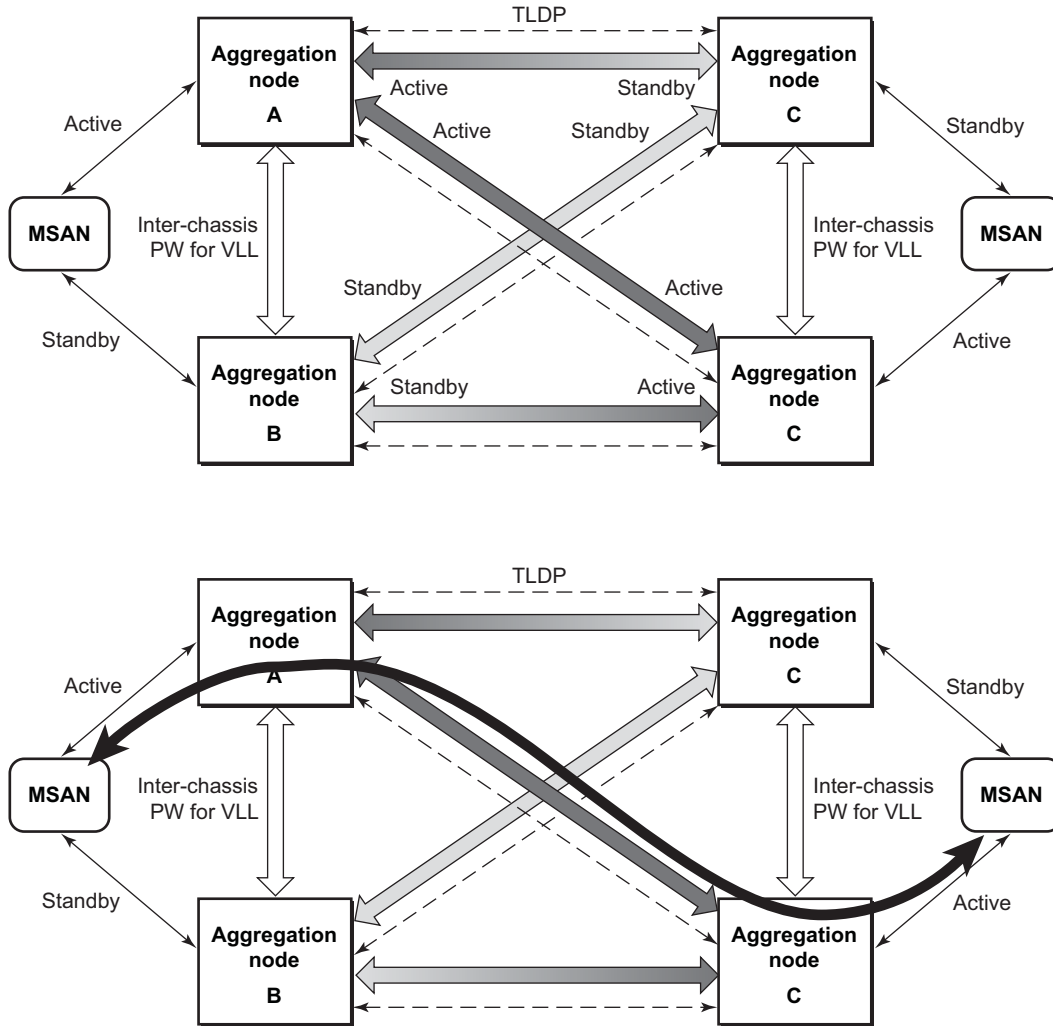 TLDP
Aggregation
node
A
Aggregation
node
C
Active
Standby
Active
Standby
Active
Standby
MSAN
Inter-chassis
PW for VLL
Inter-chassis
PW for VLL
MSAN
Standby
Active
Standby
Active
Aggregation
node
B
Standby
Active
Aggregation
node
C
TLDP
Aggregation
node
A
Aggregation
node
C
Active
Standby
MSAN
Inter-chassis
PW for VLL
Inter-chassis
PW for VLL
MSAN
Standby
Active
Aggregation
node
B
Aggregation
node
C